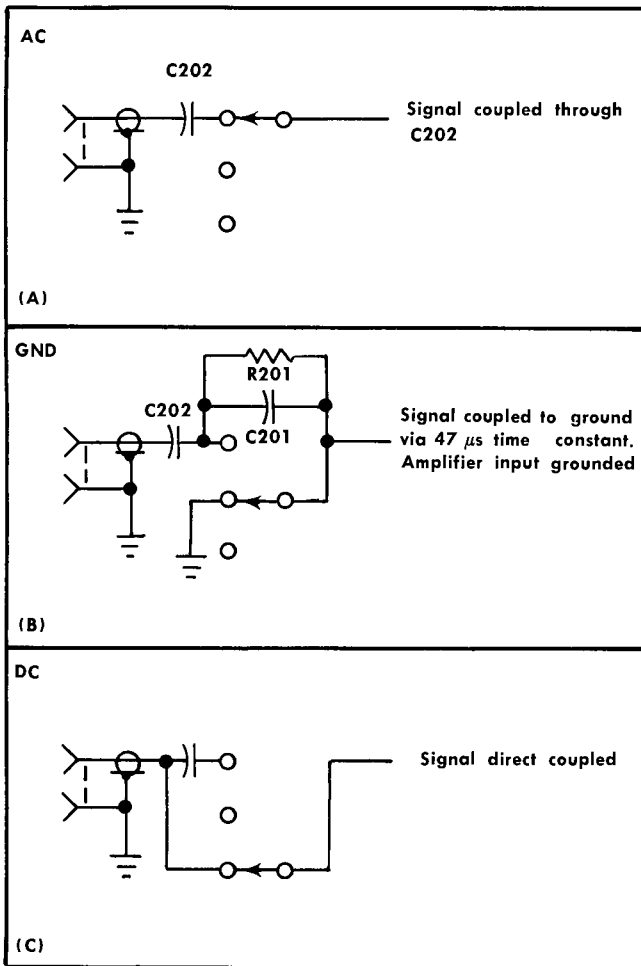 AC
C202
Signal coupled through
C202
(A)
GND
R201
C202
C201
Signal coupled to ground
via 47 μs time constant.
Amplifier input grounded
(B)
DC
Signal direct coupled
(C)